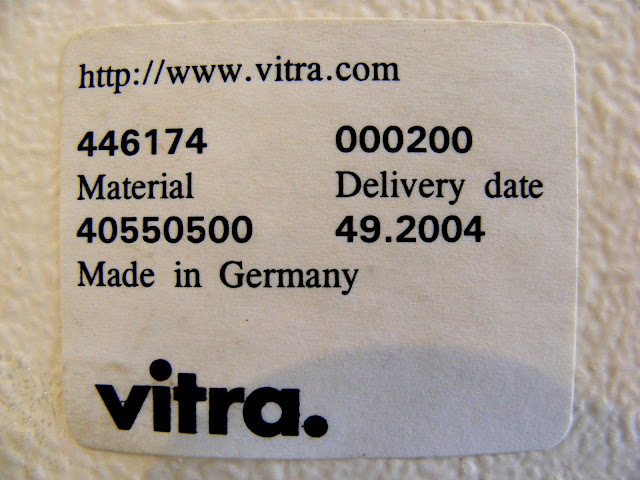 http://www.vitra.com
446174 000200
Material Delivery date
40550500 49.2004
Made in Germany
vitra.